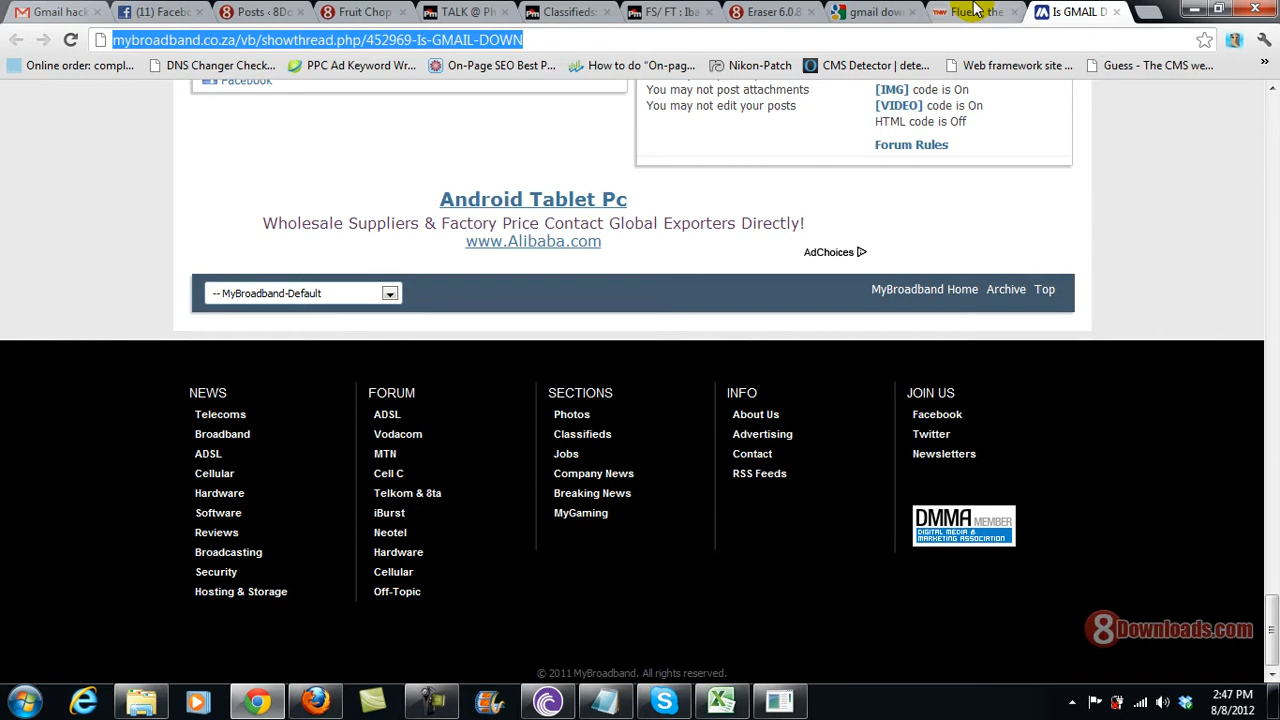 Gmail hack
(11) Faceb
Posts ‹ 8Do
Fruit Chop
TALK @ Ph
Classifieds:
FS/ FT : Iba
Eraser 6.0.8
gmail dow
Flue the
Is GMAIL D
mybroadband.co.za/vb/showthread.php/452969-Is-GMAIL-DOWN
Online order: compl...
DNS Changer Check...
PPC Ad Keyword Wr...
On-Page SEO Best P...
How to do "On-pag...
Nikon-Patch
CMS Detector | dete...
Web framework site ...
Guess - The CMS we...
Facebook
You may not post attachments
You may not edit your posts
[IMG] code is On
[VIDEO] code is On
HTML code is Off
Forum Rules
Android Tablet Pc
Wholesale Suppliers & Factory Price Contact Global Exporters Directly!
www.Alibaba.com
AdChoices
-- MyBroadband-Default
MyBroadband Home Archive Top
NEWS
Telecoms
Broadband
ADSL
Cellular
Hardware
Software
Reviews
Broadcasting
Security
Hosting & Storage
FORUM
ADSL
Vodacom
MTN
Cell C
Telkom & 8ta
iBurst
Neotel
Hardware
Cellular
Off-Topic
SECTIONS
Photos
Classifieds
Jobs
Company News
Breaking News
MyGaming
INFO
About Us
Advertising
Contact
RSS Feeds
JOIN US
Facebook
Twitter
Newsletters
DMMA MEMBER
DIGITAL MEDIA &
MARKETING ASSOCIATION
8Downloads.com
© 2011 MyBroadband. All rights reserved.
2:47 PM
8/8/2012